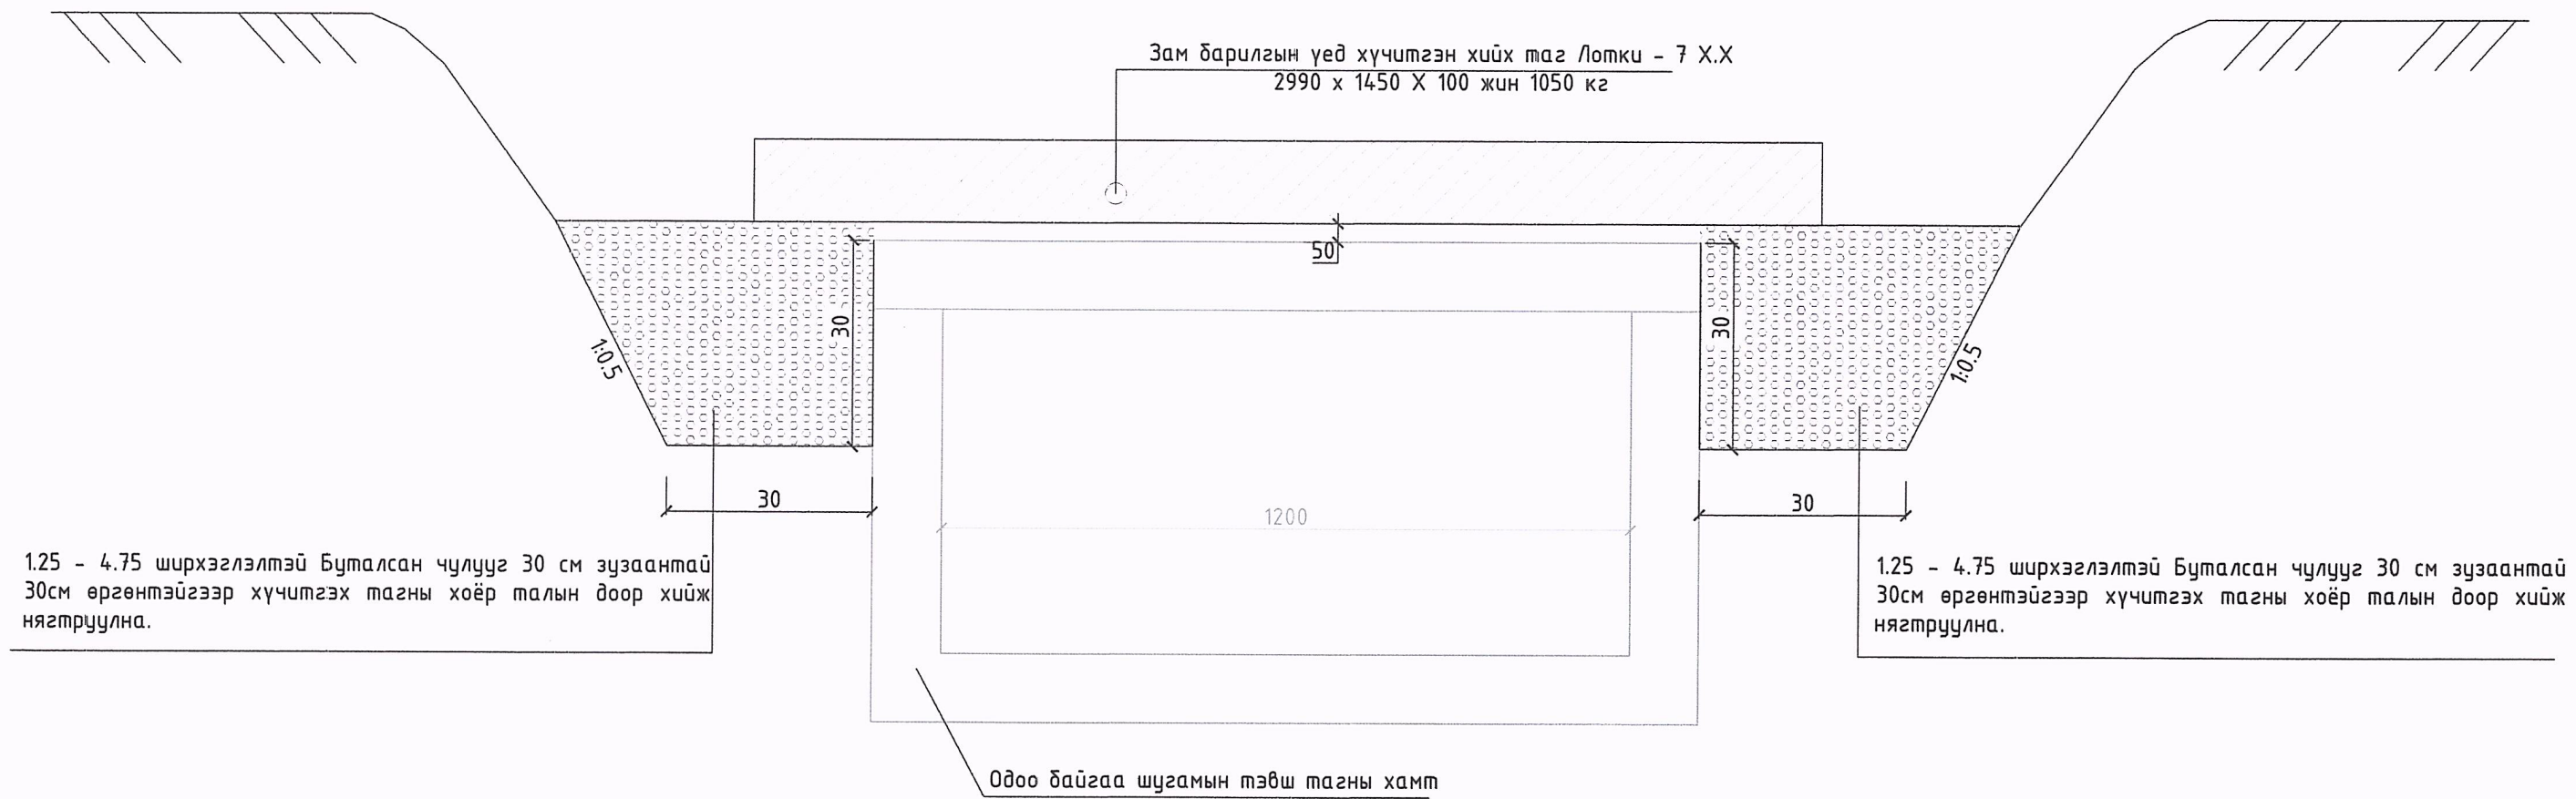 Зам барилгын үед хүчитгэн хийх таг Лотки - 7 Х.Х
2990 х 1450 Х 100 жин 1050 кг
50
30
30
1:0.5
1:0.5
30
30
1200
1.25 - 4.75 ширхэглэлтэй Буталсан чулууг 30 см зузаантай
30см өргөнтэйгээр хүчитгэх тагны хоёр талын доор хийж
нягтруулна.
1.25 - 4.75 ширхэглэлтэй Буталсан чулууг 30 см зузаантай
30см өргөнтэйгээр хүчитгэх тагны хоёр талын доор хийж
нягтруулна.
Одоо байгаа шугамын тэвш тагны хамт